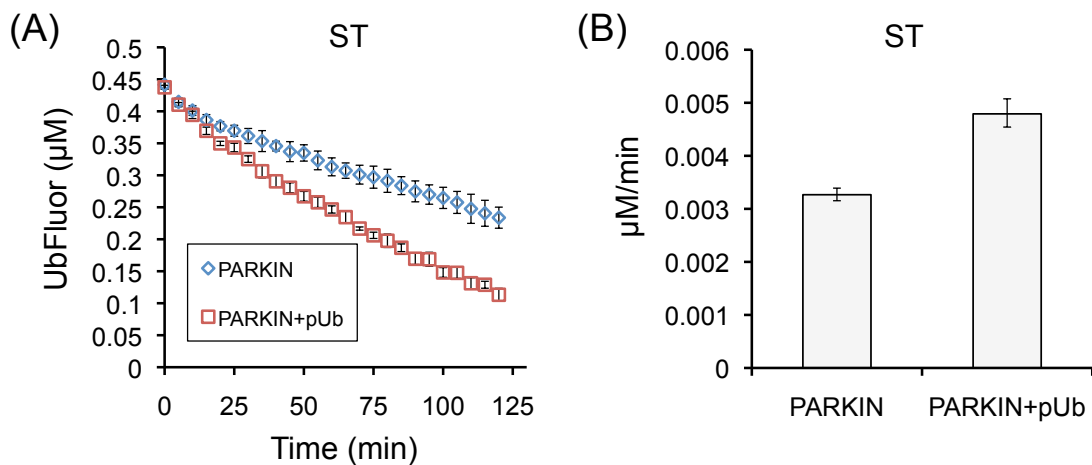 (A)
ST
UbFluor (µM)
0.5
0.45
0.4
0.35
0.3
0.25
0.2
0.15
0.1
0.05
0
PARKIN
PARKIN+pUb
0 25 50 75 100 125
Time (min)
(B)
ST
µM/min
0.006
0.005
0.004
0.003
0.002
0.001
0
PARKIN PARKIN+pUb